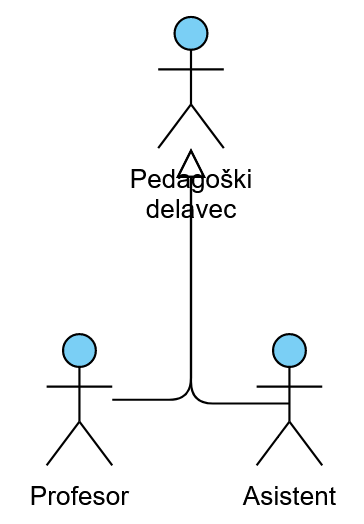 Pedagoški
delavec
Profesor
Asistent